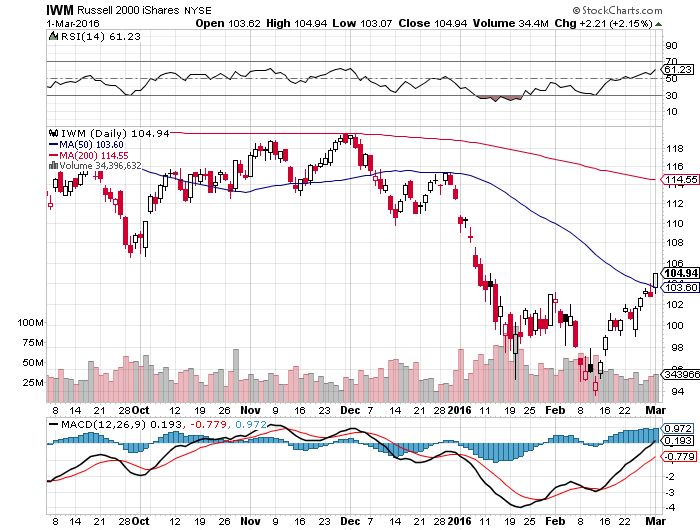 IWM Russell 2000 iShares NYSE © StockCharts.com
1-Mar-2016 Open 103.62 High 104.94 Low 103.07 Close 104.94 Volume 34.4M Chg +2.21 (+2.15%)
RSI(14) 61.23
90
70
61.23
50
30
10
IWM (Daily) 104.94
MA(50) 103.60
MA(200) 114.55
Volume 34,396,632
118
116
114.55
114
112
110
108
106
104.94
103.60
102
100M 100
75M 98
50M 96
25M 34396632
94
8 14 21 28 Oct 12 19 26 Nov 9 16 23 Dec 7 14 21 28 2016 11 19 25 Feb 8 16 22 Mar
MACD(12,26,9) 0.193, -0.779, 0.972
0.972
0.193
-0.779
-2
-3
-4
8 14 21 28 Oct 12 19 26 Nov 9 16 23 Dec 7 14 21 28 2016 11 19 25 Feb 8 16 22 Mar